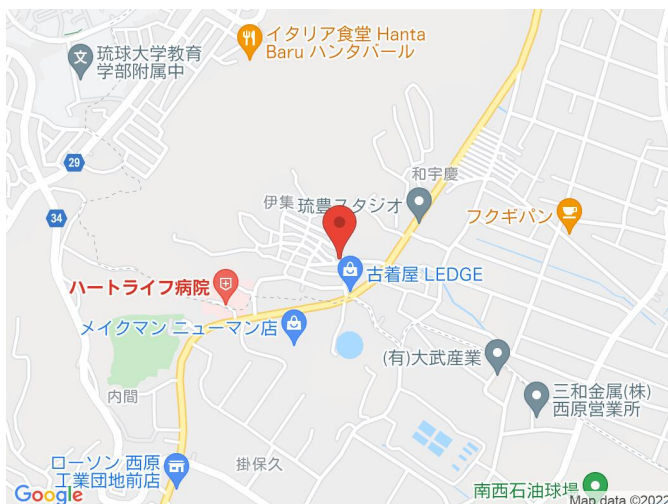 イタリア食堂 Hanta
Baru ハンタバール
琉球大学教育
学部附属中
29
和宇慶
伊集
琉豊スタジオ
フクギパン
34
古着屋 LEDGE
ハートライフ病院
メイクマン ニューマン店
(有)大武産業
三和金属(株)
西原営業所
内間
掛保久
ローソン 西原
工業団地前店
南西石油球場
Google
Map data ©2022